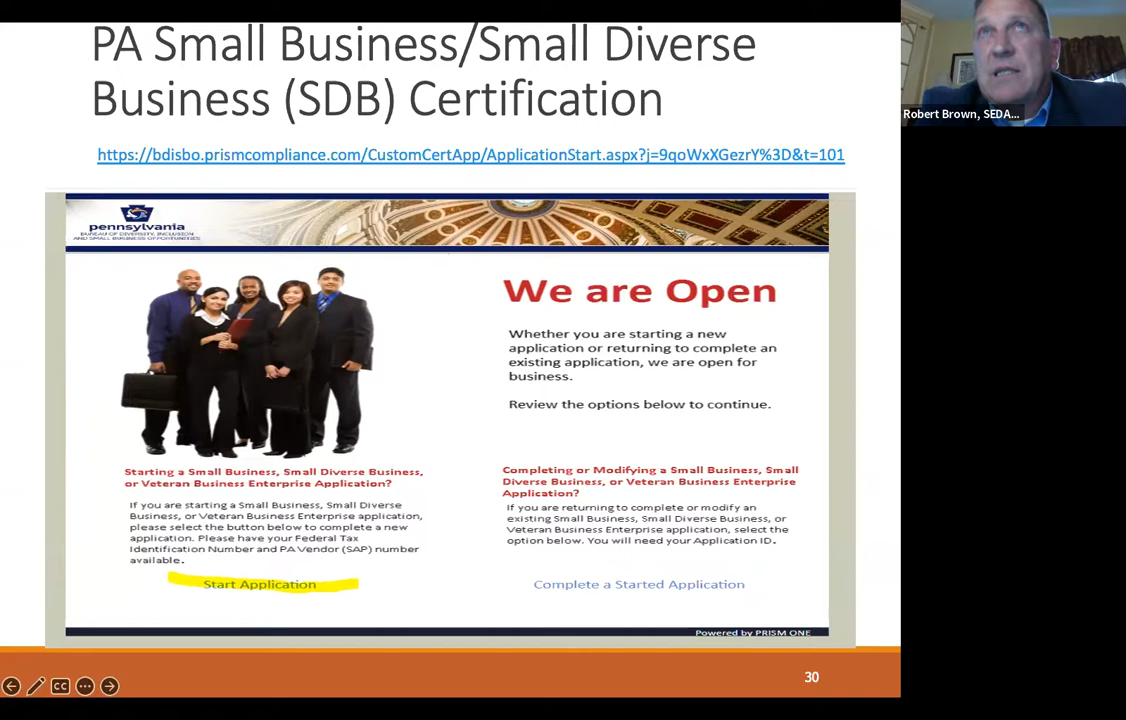 PA Small Business/Small Diverse
Business (SDB) Certification
Robert Brown, SEDA...
https://bdisbo.prismcompliance.com/CustomCertApp/ApplicationStart.aspx?j=9qoWxXGezrY%3D&t=101
pennsylvania
BUREAU OF DIVERSITY, INCLUSION
AND SMALL BUSINESS OPPORTUNITIES
We are Open
Whether you are starting a new
application or returning to complete an
existing application, we are open for
business.
Review the options below to continue.
Starting a Small Business, Small Diverse Business,
or Veteran Business Enterprise Application?
If you are starting a Small Business, Small Diverse
Business, or Veteran Business Enterprise application,
please select the button below to complete a new
application. Please have your Federal Tax
Identification Number and PA Vendor (SAP) number
available.
Start Application
Completing or Modifying a Small Business, Small
Diverse Business, or Veteran Business Enterprise
Application?
If you are returning to complete or modify an
existing Small Business, Small Diverse Business, or
Veteran Business Enterprise application, select the
option below. You will need your Application ID.
Complete a Started Application
Powered by PRISM ONE
30
CC